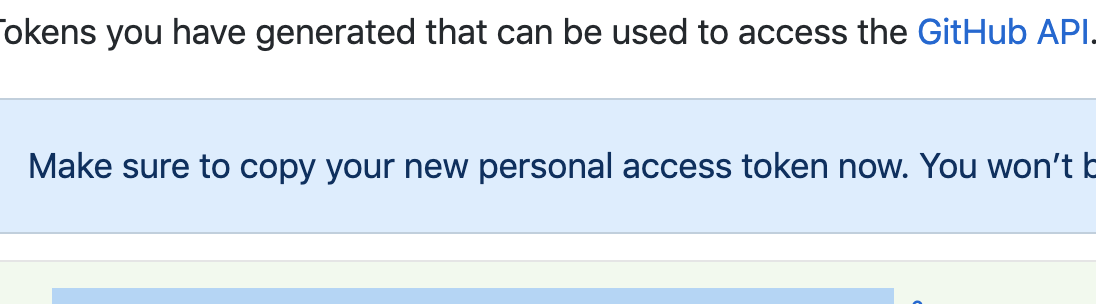 Tokens you have generated that can be used to access the GitHub API.
Make sure to copy your new personal access token now. You won’t b